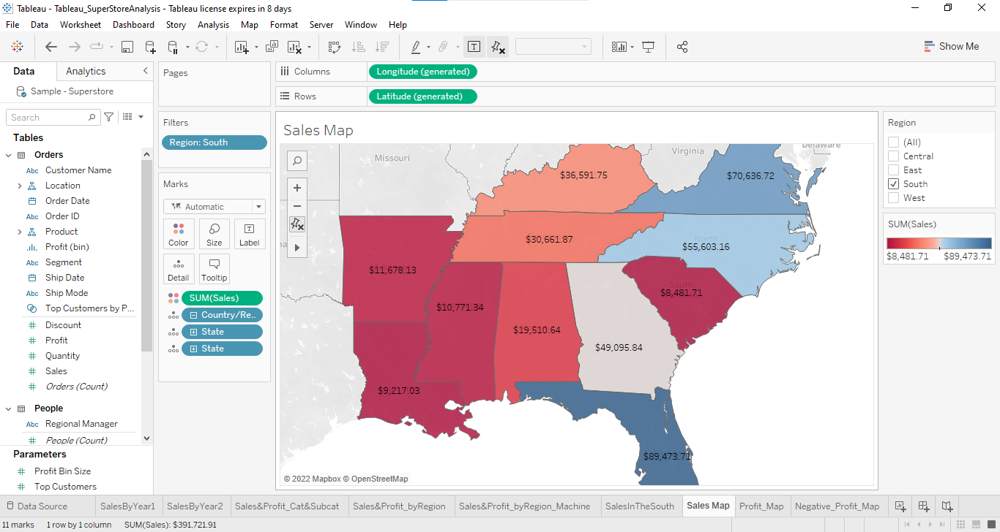 Tableau - Tableau_SuperStoreAnalysis - Tableau license expires in 8 days
File Data Worksheet Dashboard Story Analysis Map Format Server Window Help
Show Me
Data Analytics
Sample - Superstore
Search
Tables
Orders
Abc Customer Name
Location
Order Date
Abc Order ID
Product
Profit (bin)
Abc Segment
Ship Date
Abc Ship Mode
Top Customers by P...
Discount
Profit
Quantity
Sales
Orders (Count)
People
Abc Regional Manager
People (Count)
Parameters
Profit Bin Size
Top Customers
Pages
Filters
Region: South
Marks
Automatic
Color Size Label
Detail Tooltip
SUM(Sales)
Country/Re..
State
State
Columns Longitude (generated)
Rows Latitude (generated)
Sales Map
Missouri
Virginia
Delaware
$36,591.75
$70,636.72
$30,661.87
North
$55,603.16
$11,678.13
South
$8,481.71
$10,771.34
$19,510.64
$49,095.84
$9,217.03
$89,473.71
© 2022 Mapbox © OpenStreetMap
Region
(All)
Central
East
South
West
SUM(Sales)
$8,481.71 $89,473.71
Data Source SalesByYear1 SalesByYear2 Sales&Profit_Cat&Subcat Sales&Profit_byRegion Sales&Profit_byRegion_Machine SalesInTheSouth Sales Map Profit_Map Negative_Profit_Map
11 marks 1 row by 1 column SUM(Sales): $391,721.91